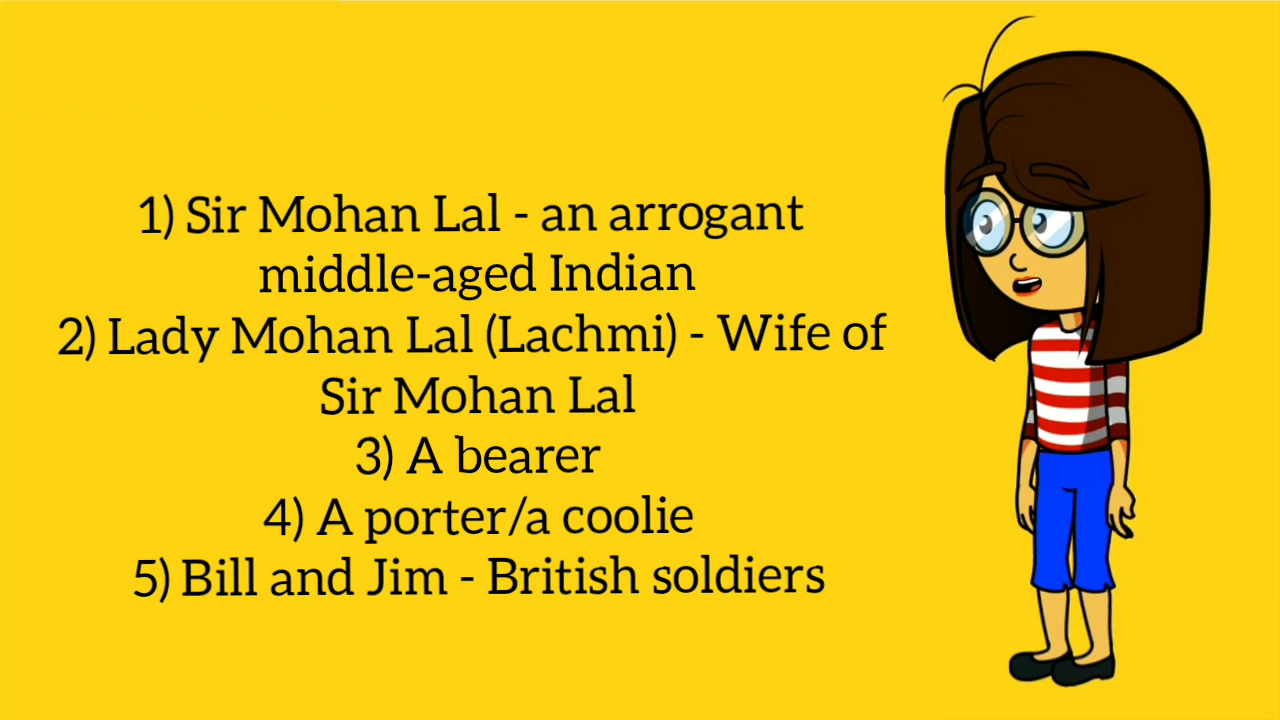 1) Sir Mohan Lal - an arrogant
middle-aged Indian
2) Lady Mohan Lal (Lachmi) - Wife of
Sir Mohan Lal
3) A bearer
4) A porter/a coolie
5) Bill and Jim - British soldiers